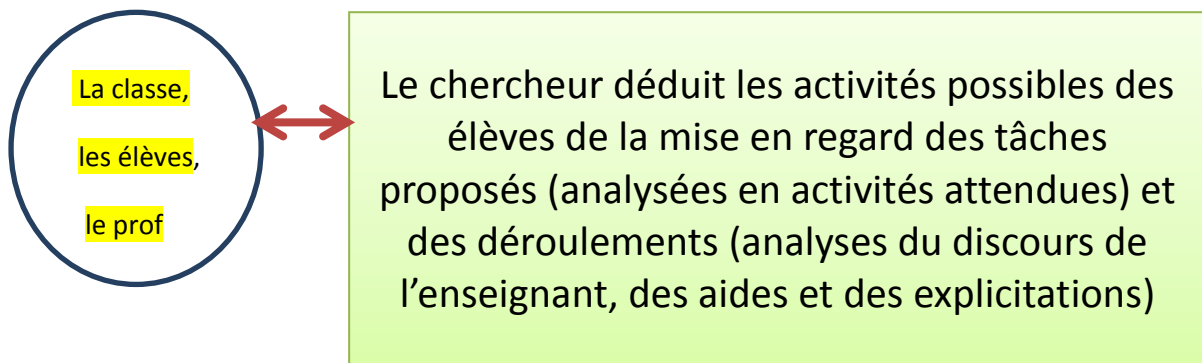 La classe,
les élèves,
le prof
Le chercheur déduit les activités possibles des
élèves de la mise en regard des tâches
proposés (analysées en activités attendues) et
des déroulements (analyses du discours de
l'enseignant, des aides et des explicitations)